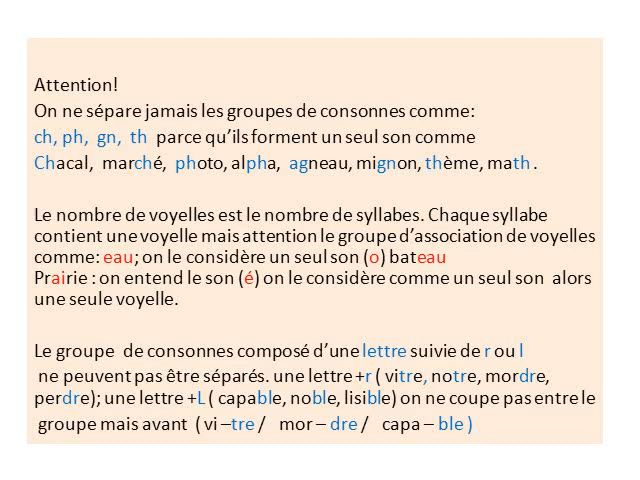 Attention!
On ne sépare jamais les groupes de consonnes comme:
ch, ph, gn, th parce qu'ils forment un seul son comme
Chacal, marché, photo, alpha, agneau, mignon, thème, math .
Le nombre de voyelles est le nombre de syllabes. Chaque syllabe
contient une voyelle mais attention le groupe d'association de voyelles
comme: eau; on le considère un seul son (o) bateau
Prairie : on entend le son (é) on le considère comme un seul son alors
une seule voyelle.
Le groupe de consonnes composé d'une lettre suivie de r ou l
ne peuvent pas être séparés. une lettre +r ( vitre, notre, mordre,
perdre); une lettre +L ( capable, noble, lisible) on ne coupe pas entre le
groupe mais avant ( vi –tre / mor – dre / capa – ble )